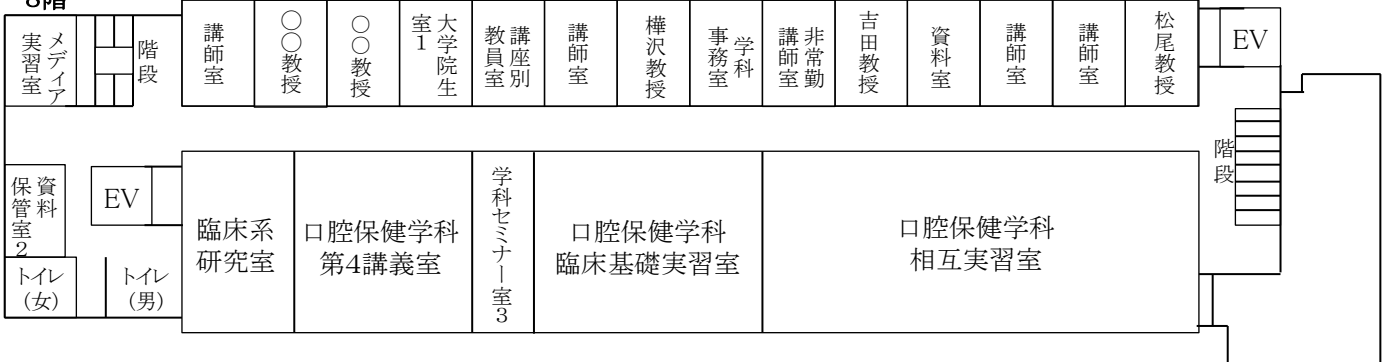 メディア
実習室
階段
講師室
〇〇教授
〇〇教授
大学院生
室1
講座別
教員室
講師室
樺沢教授
学科
事務室
非常勤
講師室
吉田教授
資料室
講師室
講師室
松尾教授
EV
階段
資料
保管室2
EV
臨床系
研究室
口腔保健学科
第4講義室
学科セミナー室3
口腔保健学科
臨床基礎実習室
口腔保健学科
相互実習室
トイレ
(女)
トイレ
(男)